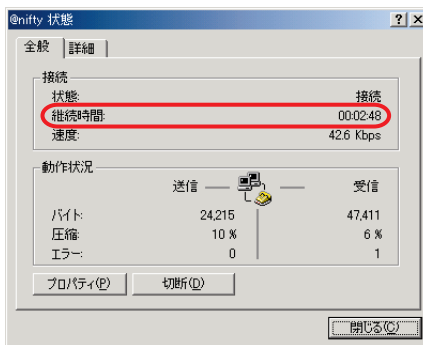 @nifty 状態
全般 詳細
接続
状態: 接続
継続時間: 00:02:48
速度: 42.6 Kbps
動作状況
送信 受信
バイト: 24,215 47,411
圧縮: 10 % 6 %
エラー: 0 1
プロパティ(P) 切断(D)
閉じる(C)